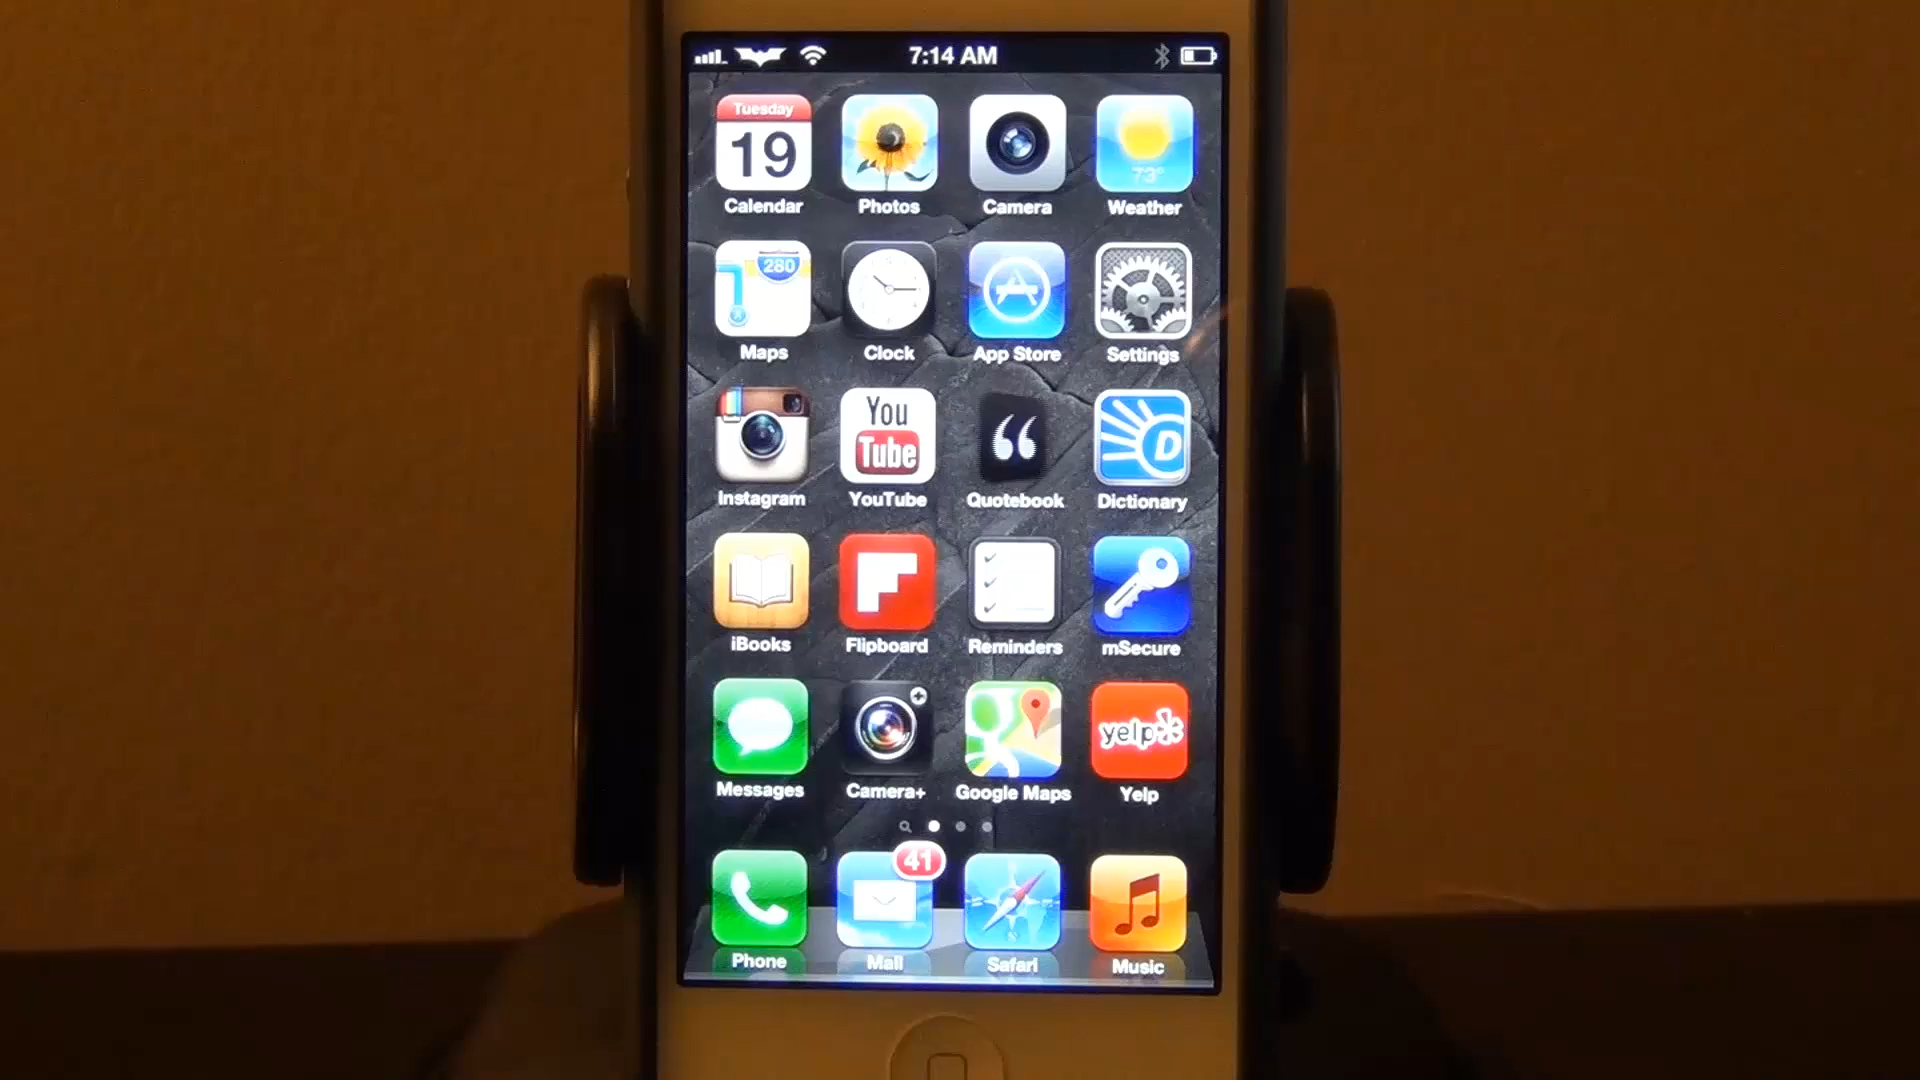 7:14 AM
Tuesday
19
73°
Calendar Photos Camera Weather
280
Maps Clock App Store Settings
You
Tube
“
D
Instagram YouTube Quotebook Dictionary
iBooks Flipboard Reminders mSecure
yelp
Messages Camera+ Google Maps Yelp
41
Phone Mail Safari Music